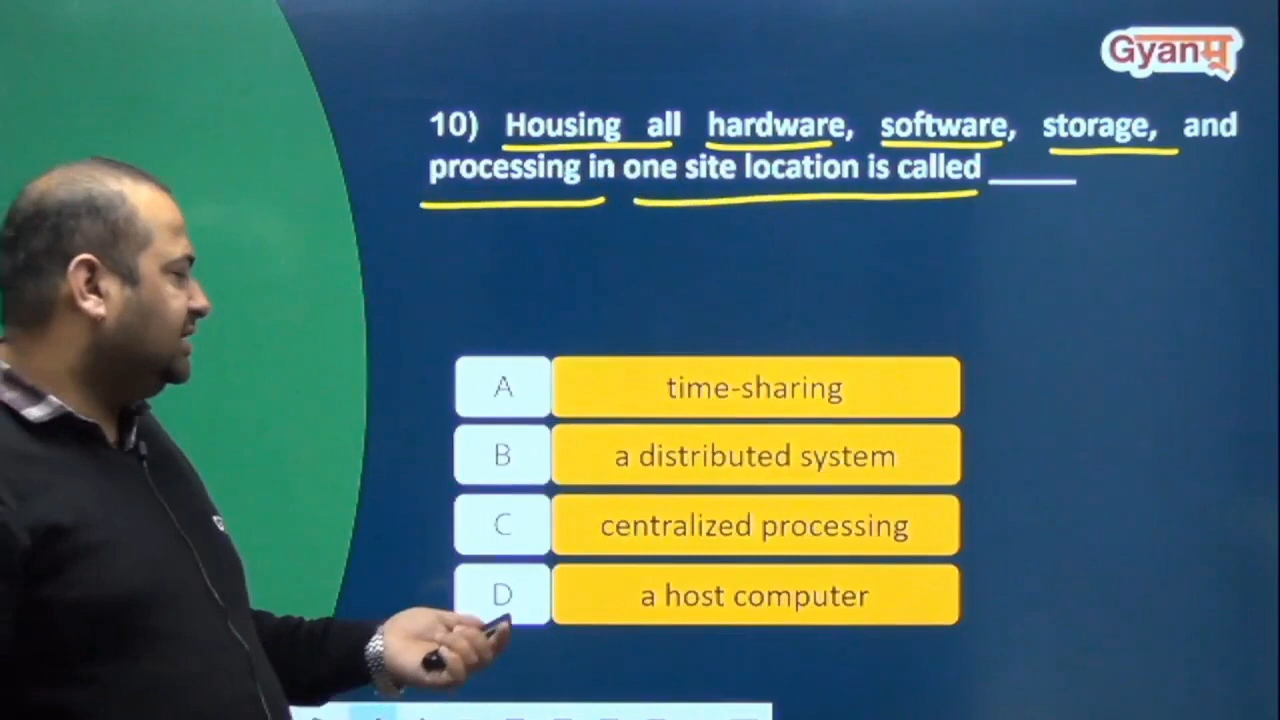 Gyanम्र
10) Housing all hardware, software, storage, and
processing in one site location is called ______
A time-sharing
B a distributed system
C centralized processing
D a host computer